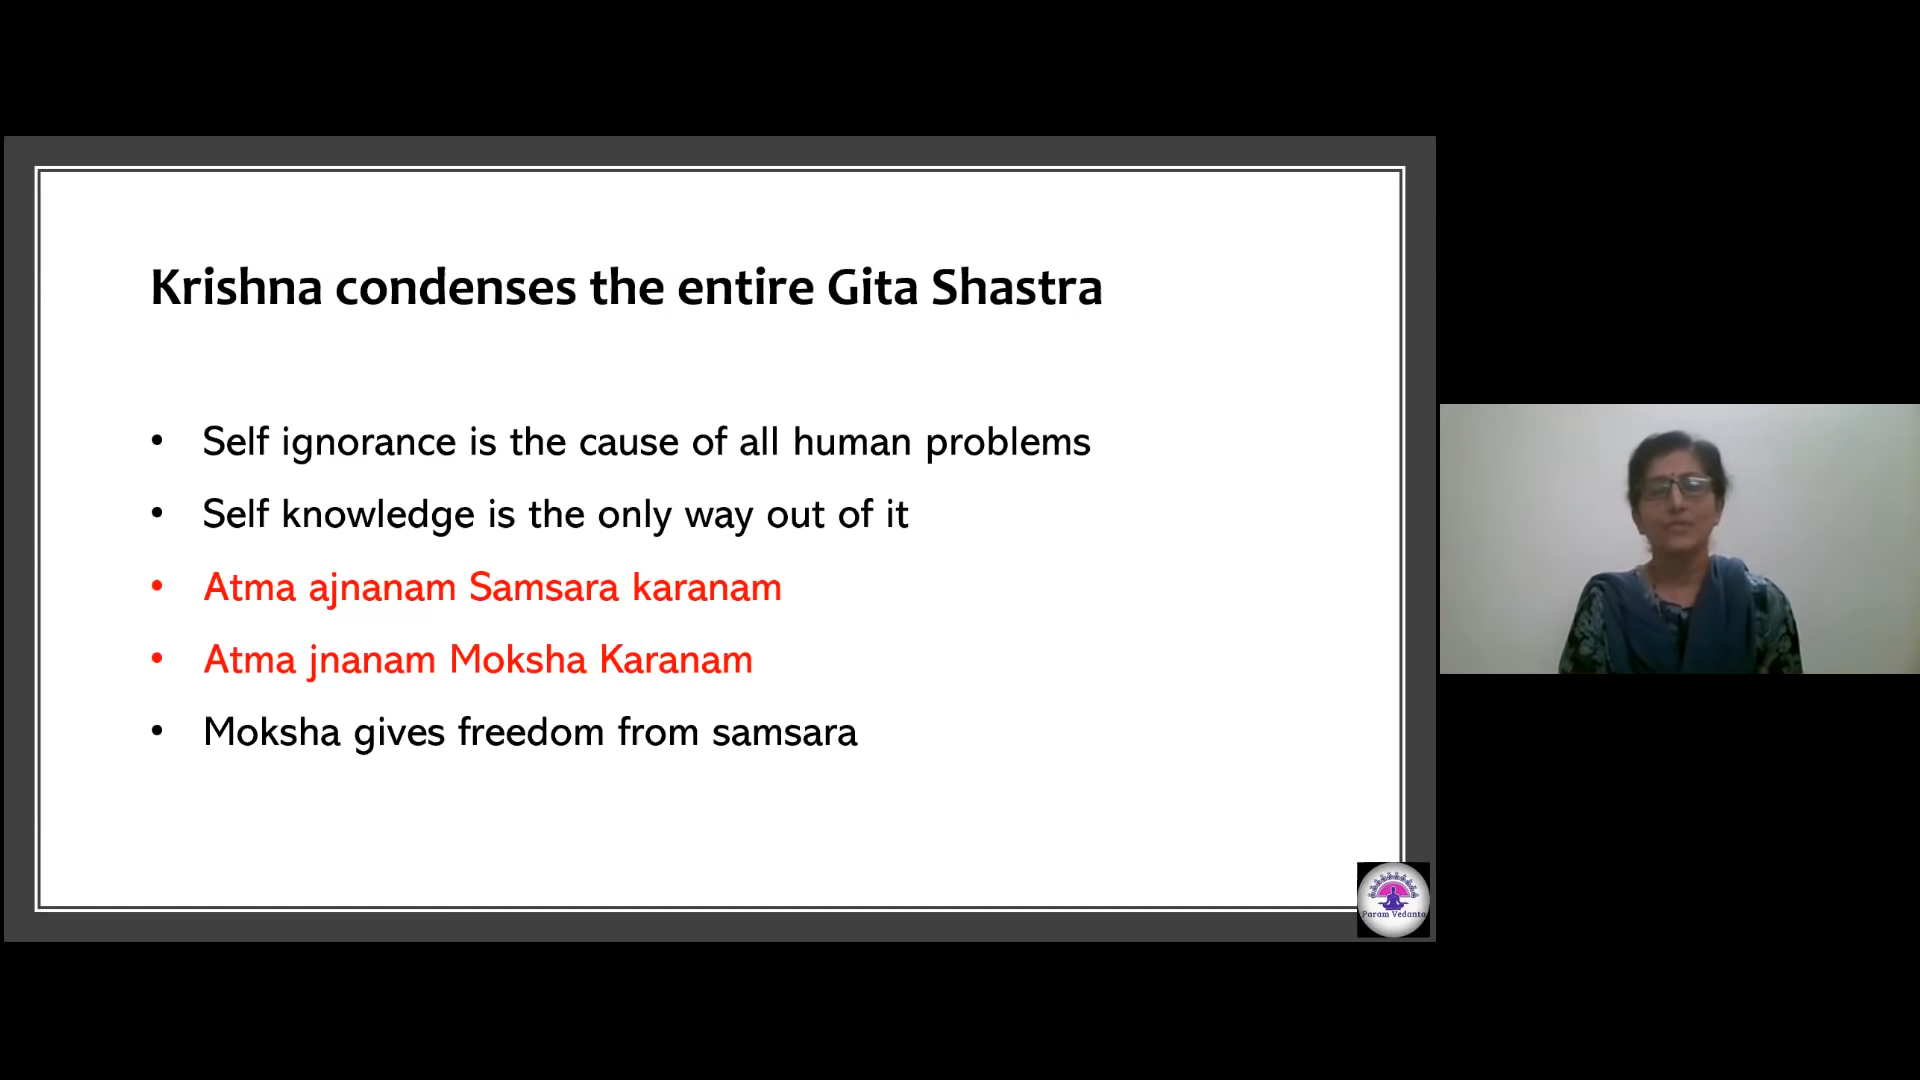 Krishna condenses the entire Gita Shastra
• Self ignorance is the cause of all human problems
• Self knowledge is the only way out of it
• Atma ajnanam Samsara karanam
• Atma jnanam Moksha Karanam
• Moksha gives freedom from samsara
Param Vedanta